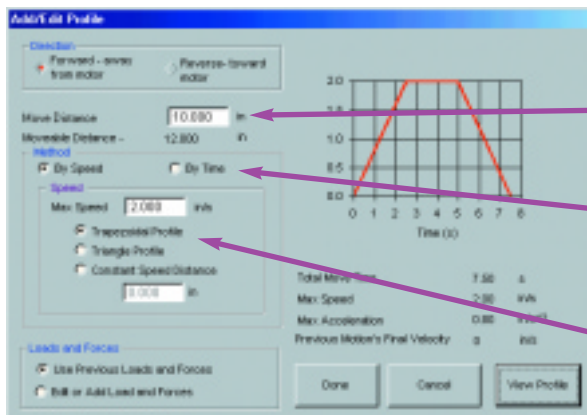 Add/Edit Profile
Direction
Forward - away from motor
Reverse- toward motor
Move Distance 10.000 in
Moveable Distance - 12.000 in
Method
By Speed By Time
Speed
Max Speed 2.000 in/s
Trapezoidal Profile
Triangle Profile
Constant Speed Distance
0.000 in
Loads and Forces
Use Previous Loads and Forces
Edit or Add Load and Forces
2.0
1.5
1.0
0.5
0.0
0 1 2 3 4 5 6 7 8
Time (s)
Total Move Time 7.50 s
Max Speed 2.00 in/s
Max Acceleration 0.80
Previous Motion's Final Velocity 0 in/s
Done Cancel View Profile